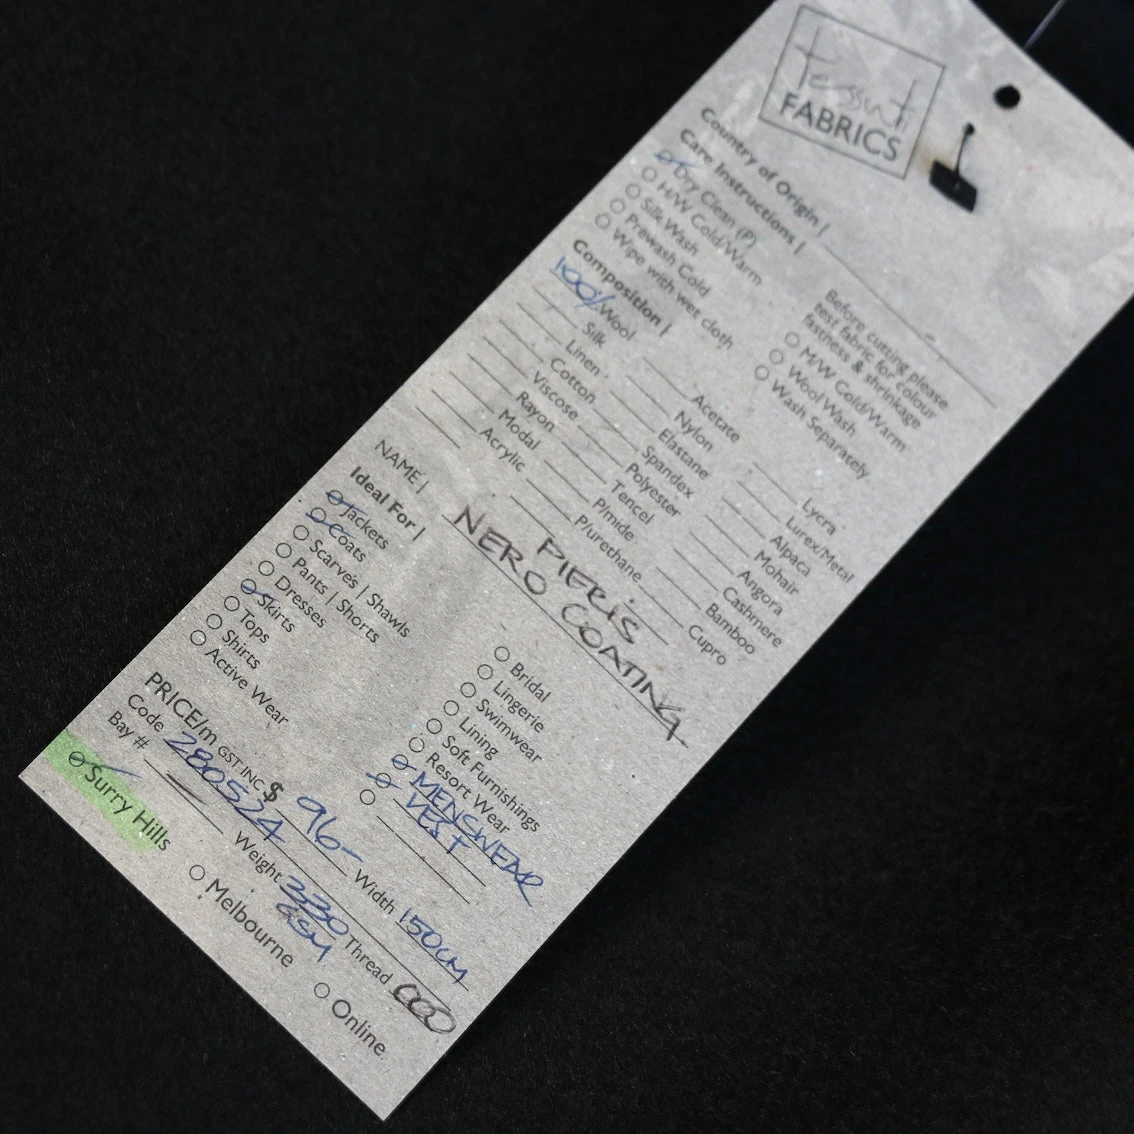 tessuti
FABRICS
Country of Origin |
Care Instructions |
Dry Clean (P)
H/W Cold/Warm
Silk Wash
Prewash Cold
Wipe with wet cloth
Before cutting please
test fabric for colour
fastness & shrinkage
M/W Cold/Warm
Wool Wash
Wash Separately
Composition |
100% Wool
Silk
Linen
Cotton
Viscose
Rayon
Modal
Acrylic
Acetate
Nylon
Elastane
Spandex
Polyester
Tencel
P/mide
P/urethane
Lycra
Lurex/Metal
Alpaca
Mohair
Angora
Cashmere
Bamboo
Cupro
NAME | PIERIS
NERO COATING
Ideal For |
Jackets
Coats
Scarves | Shawls
Pants | Shorts
Dresses
Skirts
Tops
Shirts
Active Wear
Bridal
Lingerie
Swimwear
Lining
Soft Furnishings
Resort Wear
MENSWEAR
VEST
PRICE/m GST INC $ 96- Width 150CM
Code 280524 Weight 330 GSM Thread 000
Bay #
Surry Hills Melbourne Online